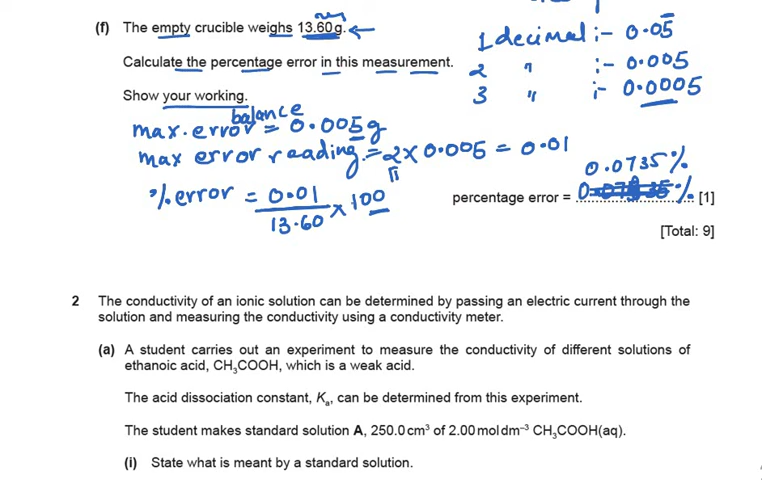 (f) The empty crucible weighs 13.60 g. ←
1 decimal :- 0.05
Calculate the percentage error in this measurement.
2 " :- 0.005
Show your working.
3 " :- 0.0005
balance
max. error = 0.005g
max error reading = 2 x 0.005 = 0.01
0.0735%
% error = 0.01 / 13.60 x 100
percentage error = % [1]
[Total: 9]
2 The conductivity of an ionic solution can be determined by passing an electric current through the
solution and measuring the conductivity using a conductivity meter.
(a) A student carries out an experiment to measure the conductivity of different solutions of
ethanoic acid, CH₃COOH, which is a weak acid.
The acid dissociation constant, Kₐ, can be determined from this experiment.
The student makes standard solution A, 250.0 cm³ of 2.00 mol dm⁻³ CH₃COOH(aq).
(i) State what is meant by a standard solution.